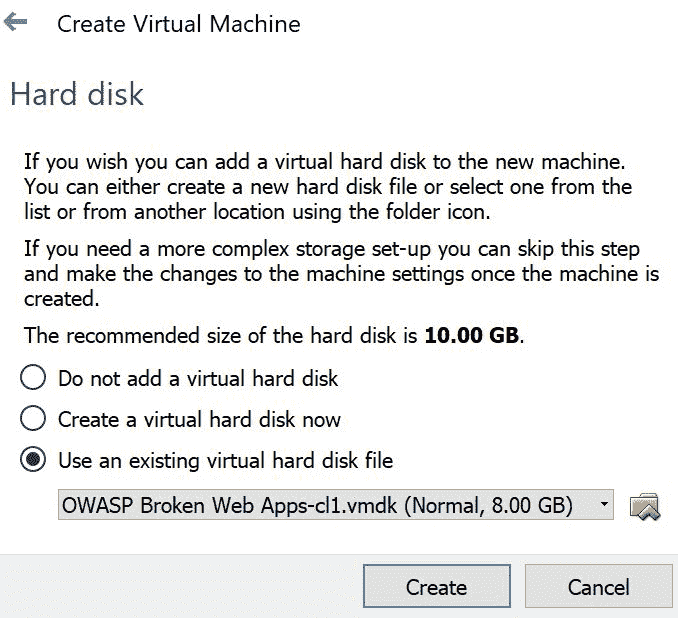 Create Virtual Machine
Hard disk
If you wish you can add a virtual hard disk to the new machine.
You can either create a new hard disk file or select one from the
list or from another location using the folder icon.
If you need a more complex storage set-up you can skip this step
and make the changes to the machine settings once the machine is
created.
The recommended size of the hard disk is 10.00 GB.
Do not add a virtual hard disk
Create a virtual hard disk now
Use an existing virtual hard disk file
OWASP Broken Web Apps-cl1.vmdk (Normal, 8.00 GB)
Create Cancel